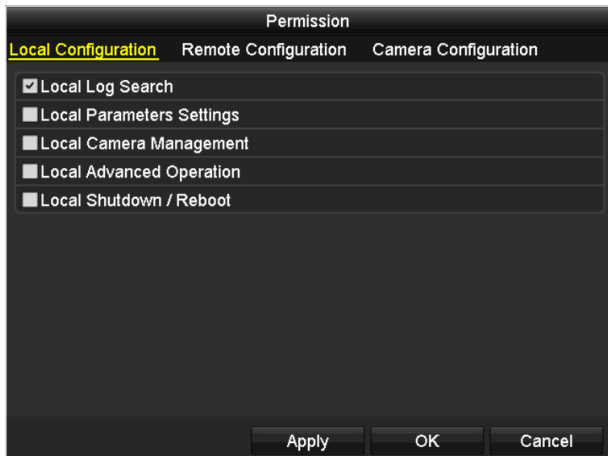 Permission
Local Configuration Remote Configuration Camera Configuration
Local Log Search
Local Parameters Settings
Local Camera Management
Local Advanced Operation
Local Shutdown / Reboot
Apply OK Cancel